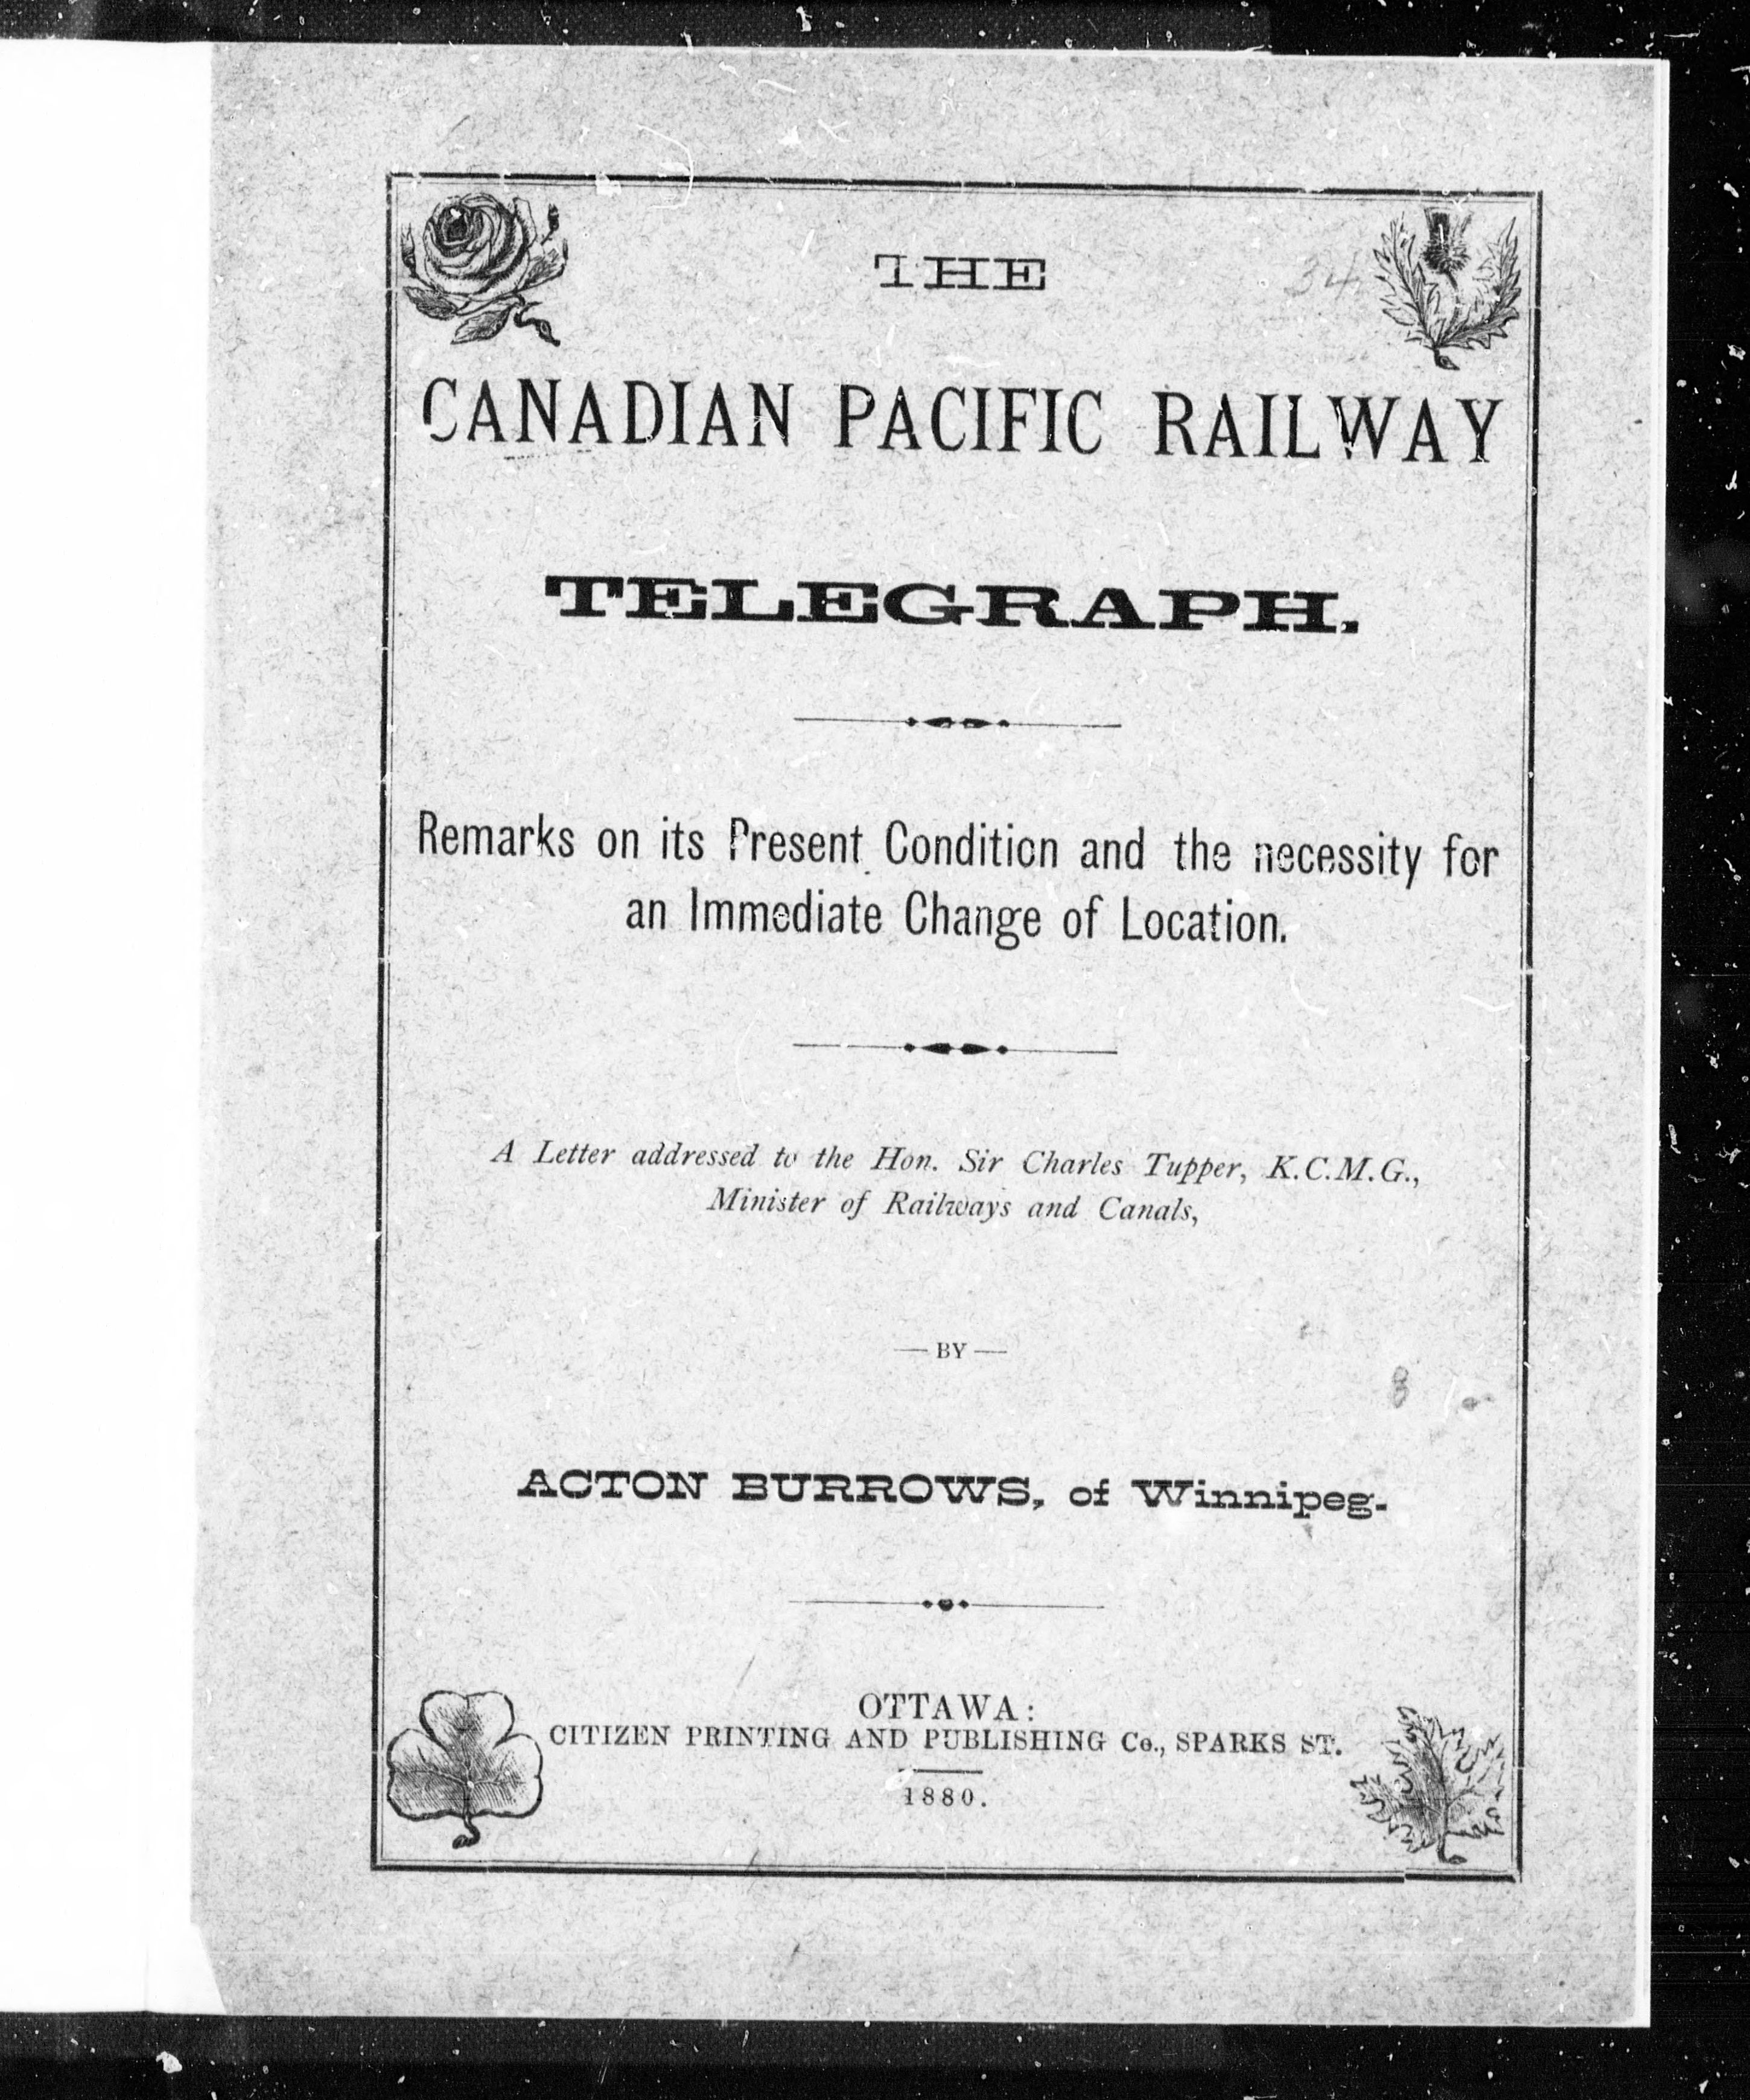 THE
34
CANADIAN PACIFIC RAILWAY
TELEGRAPH.
Remarks on its Present Condition and the necessity for
an Immediate Change of Location.
A Letter addressed to the Hon. Sir Charles Tupper, K.C.M.G.,
Minister of Railways and Canals,
— BY —
ACTON BURROWS, of Winnipeg.
OTTAWA:
CITIZEN PRINTING AND PUBLISHING Co., SPARKS ST.
1880.